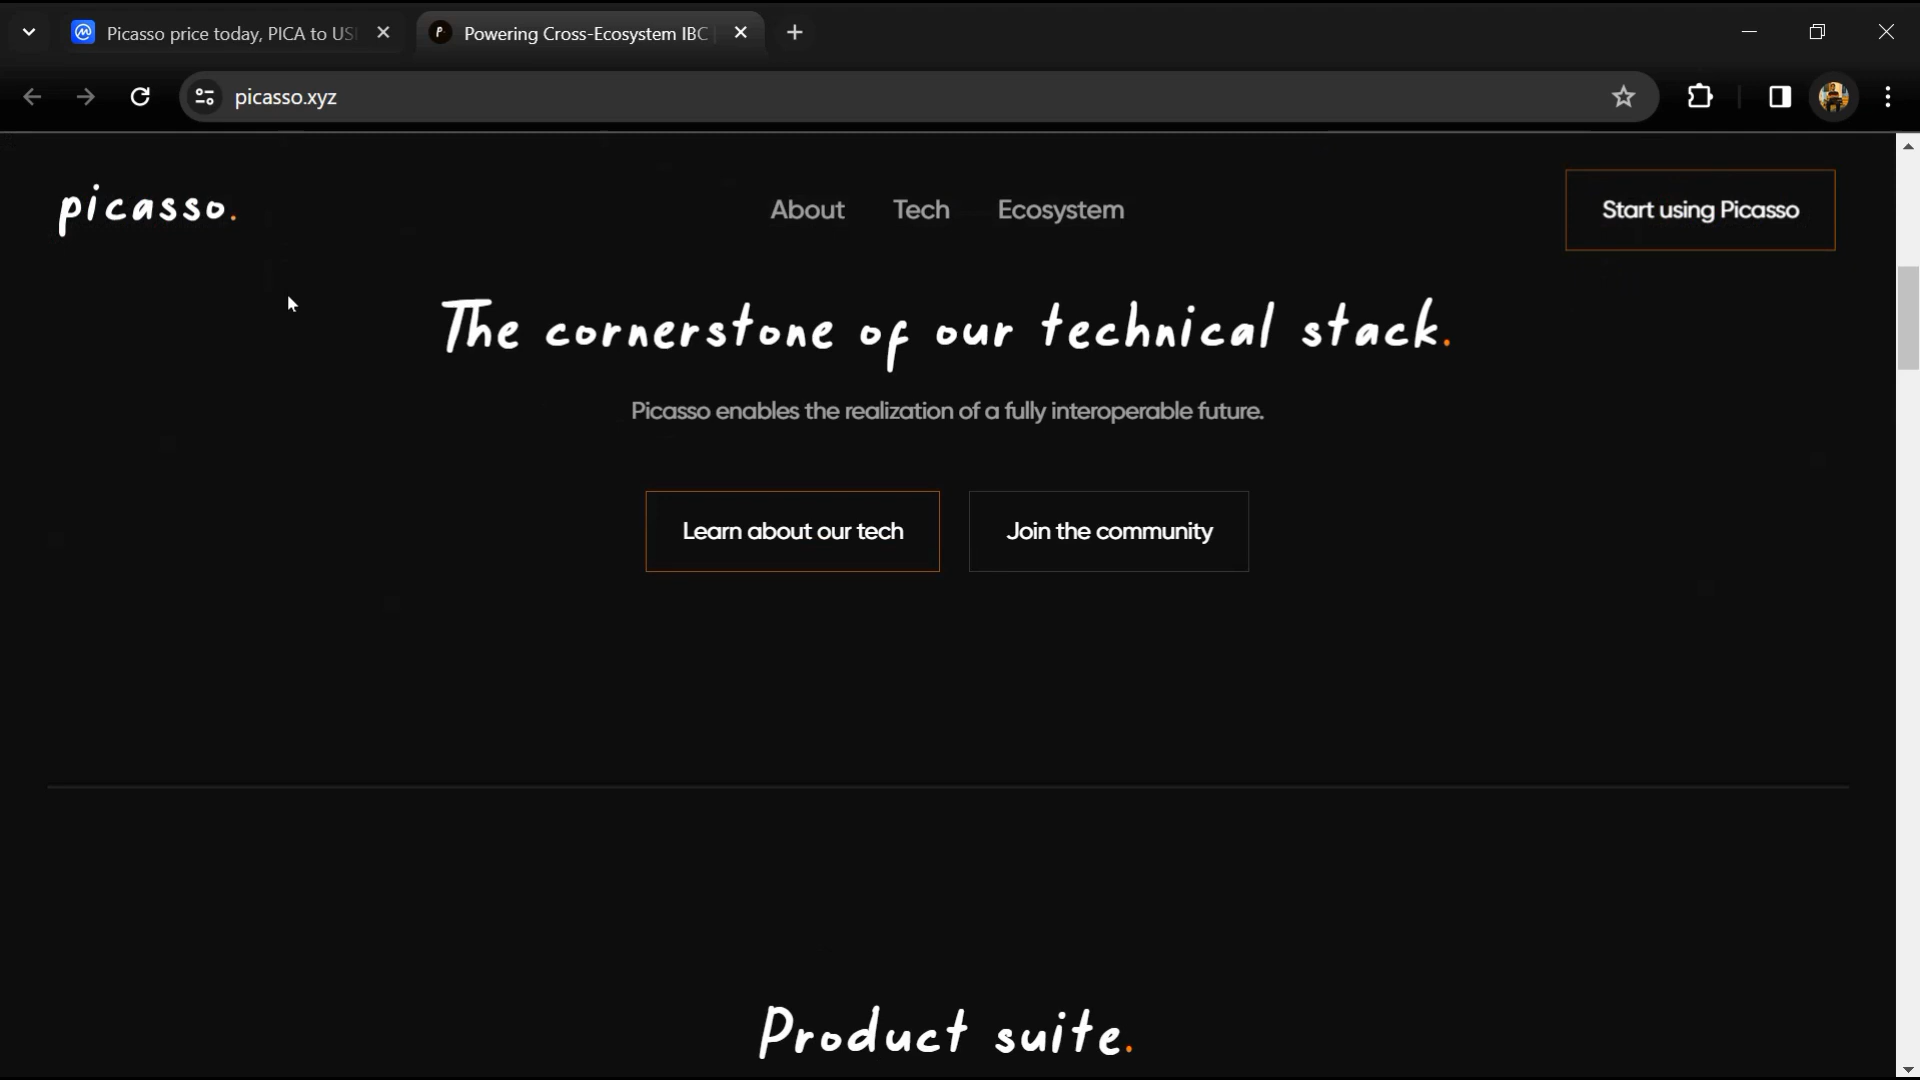 Picasso price today, PICA to US
Powering Cross-Ecosystem IBC
picasso.xyz
picasso.
About
Tech
Ecosystem
Start using Picasso
The cornerstone of our technical stack.
Picasso enables the realization of a fully interoperable future.
Learn about our tech
Join the community
Product suite.